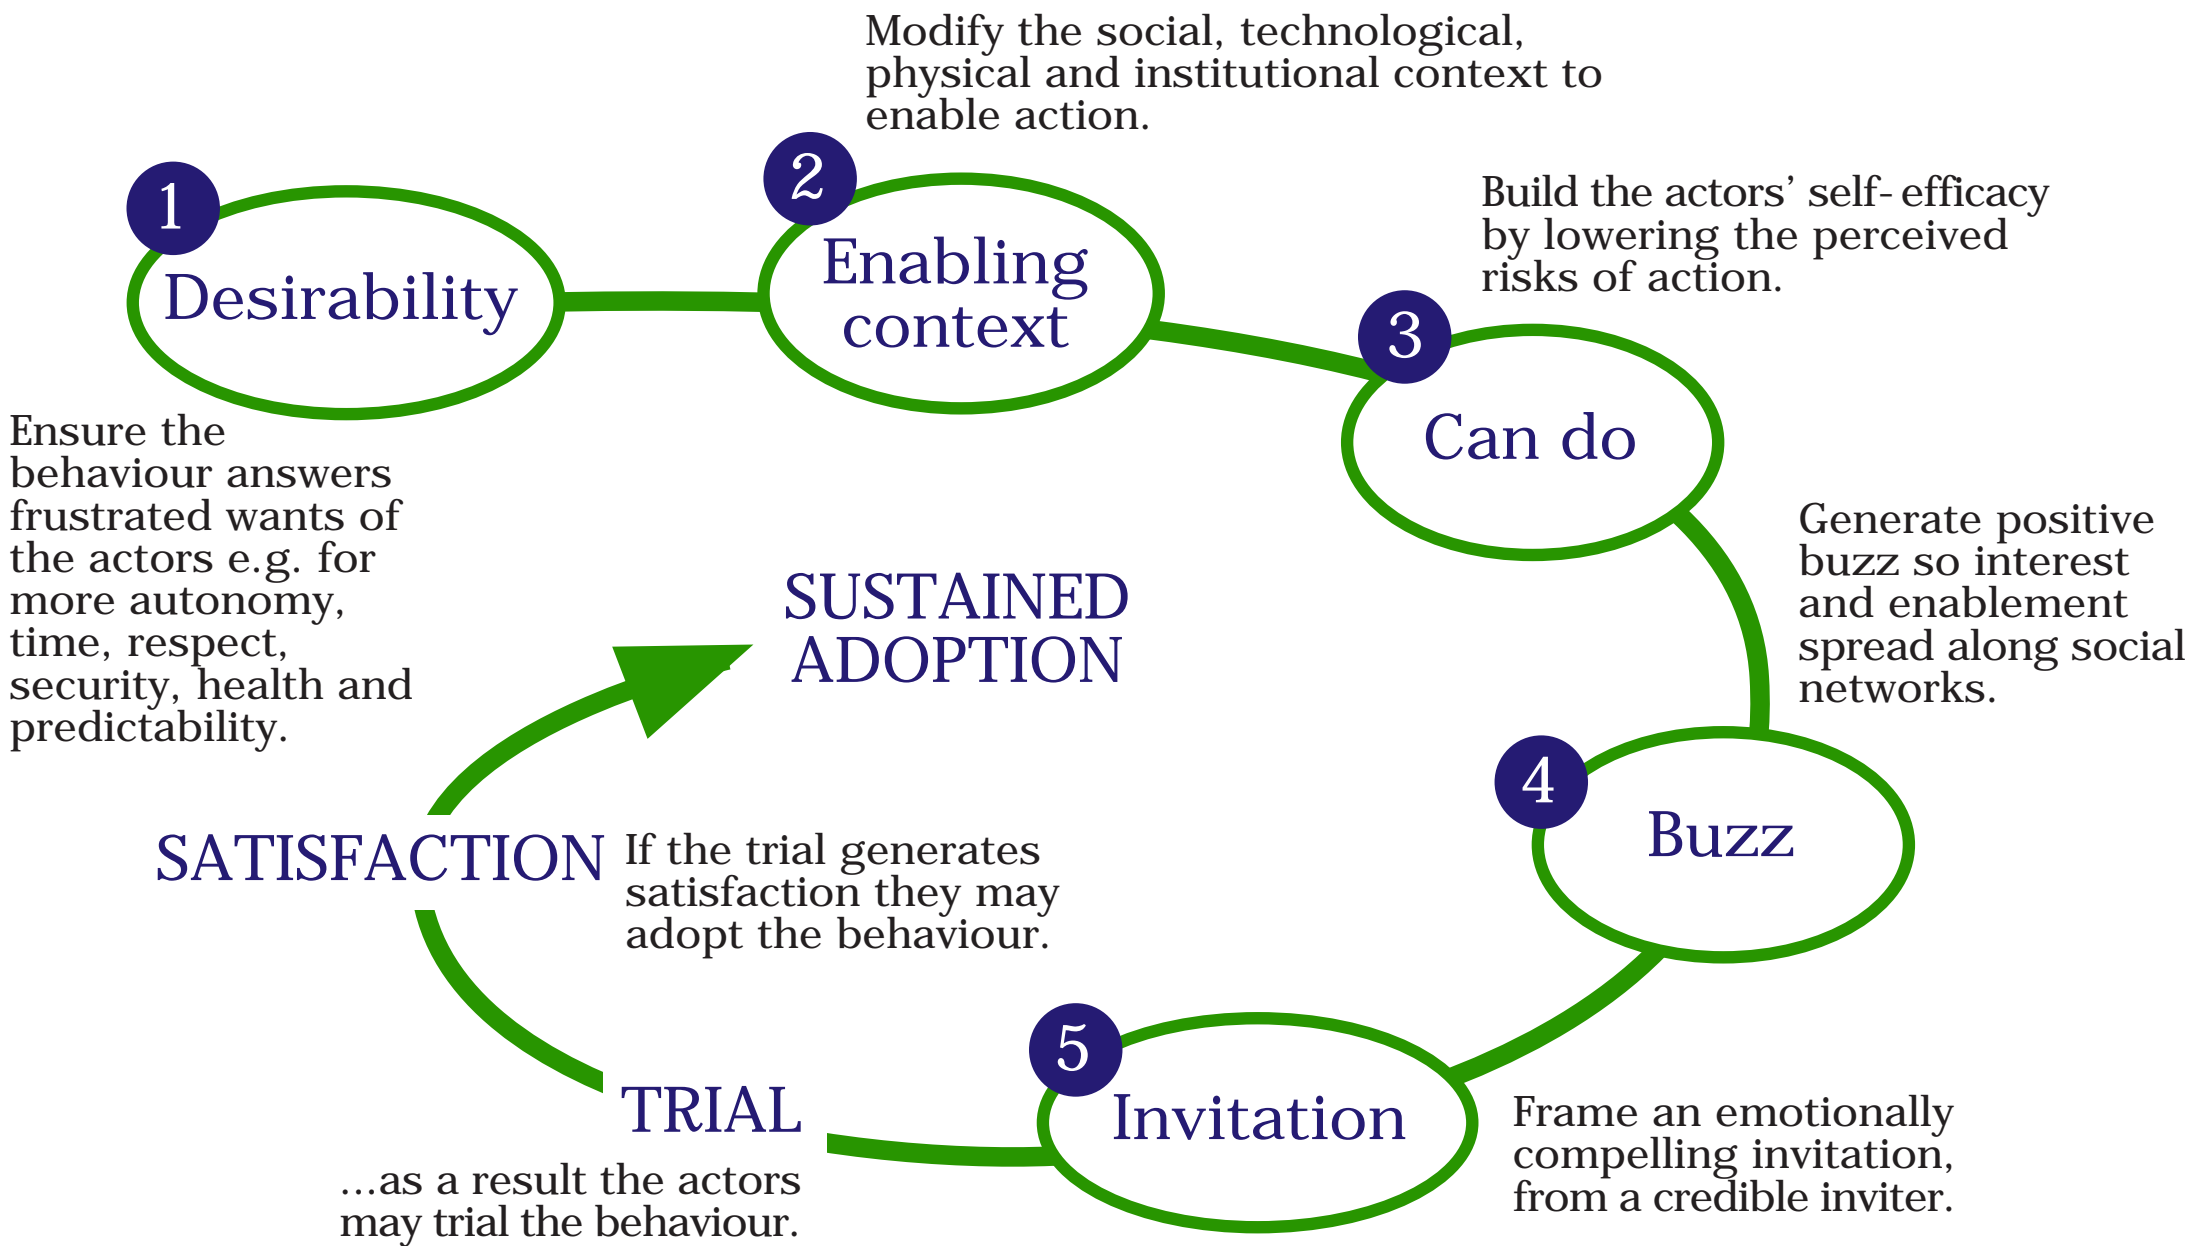 1
Desirability
Ensure the
behaviour answers
frustrated wants of
the actors e.g. for
more autonomy,
time, respect,
security, health and
predictability.
2
Enabling
context
Modify the social, technological,
physical and institutional context to
enable action.
3
Can do
Build the actors’ self-efficacy
by lowering the perceived
risks of action.
4
Buzz
Generate positive
buzz so interest
and enablement
spread along social
networks.
5
Invitation
Frame an emotionally
compelling invitation,
from a credible inviter.
TRIAL
...as a result the actors
may trial the behaviour.
SATISFACTION
If the trial generates
satisfaction they may
adopt the behaviour.
SUSTAINED
ADOPTION